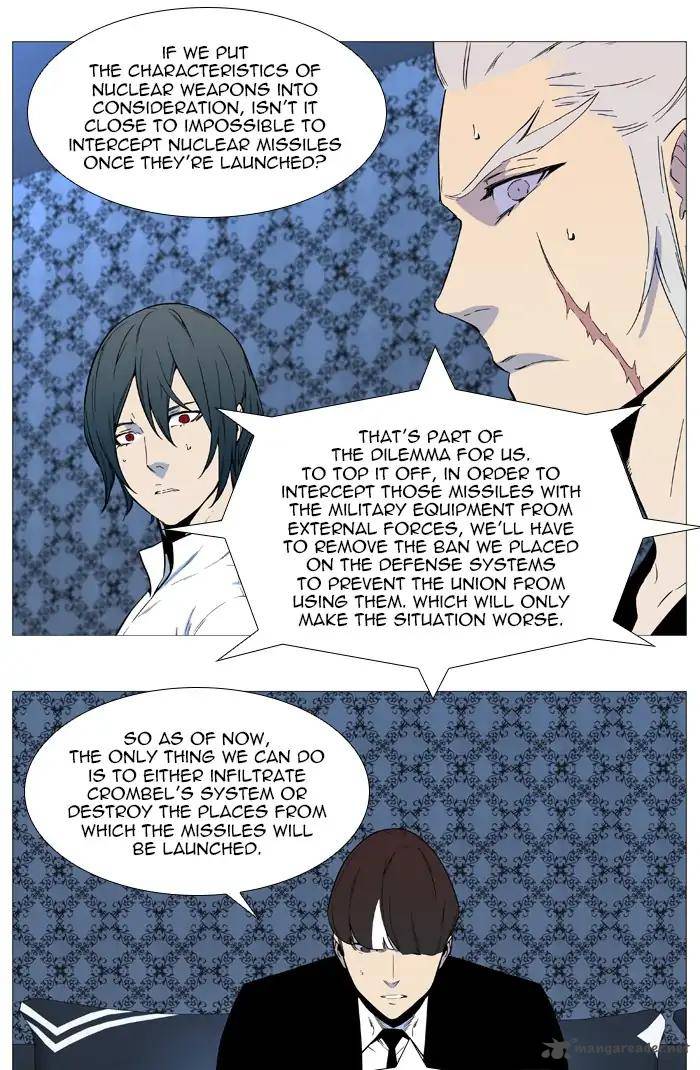 IF WE PUT
THE CHARACTERISTICS OF
NUCLEAR WEAPONS INTO
CONSIDERATION, ISN'T IT
CLOSE TO IMPOSSIBLE TO
INTERCEPT NUCLEAR MISSILES
ONCE THEY'RE LAUNCHED?
THAT'S PART OF
THE DILEMMA FOR US.
TO TOP IT OFF, IN ORDER TO
INTERCEPT THOSE MISSILES WITH
THE MILITARY EQUIPMENT FROM
EXTERNAL FORCES, WE'LL HAVE
TO REMOVE THE BAN WE PLACED
ON THE DEFENSE SYSTEMS
TO PREVENT THE UNION FROM
USING THEM. WHICH WILL ONLY
MAKE THE SITUATION WORSE.
SO AS OF NOW,
THE ONLY THING WE CAN DO
IS TO EITHER INFILTRATE
CROMBEL'S SYSTEM OR
DESTROY THE PLACES FROM
WHICH THE MISSILES WILL
BE LAUNCHED.
mangareader.net